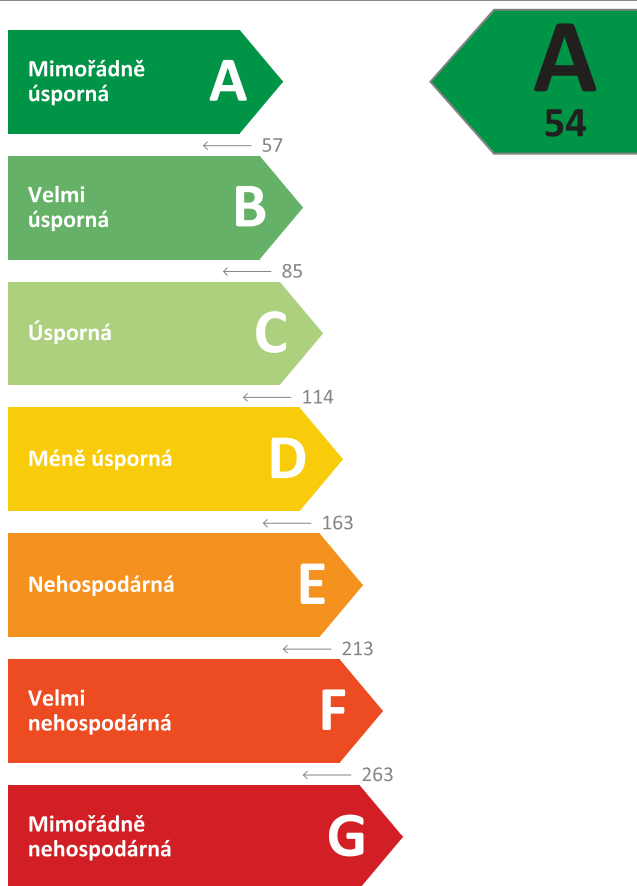 Mimořádně
úsporná
A
57
Velmi
úsporná
B
85
Úsporná
C
114
Méně úsporná
D
163
Nehospodárná
E
213
Velmi
nehospodárná
F
263
Mimořádně
nehospodárná
G
A
54